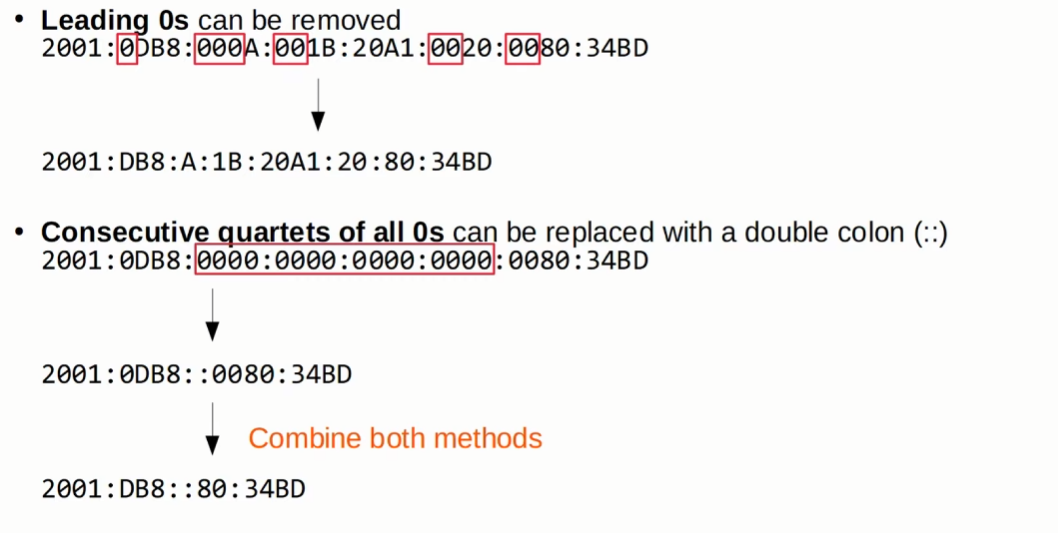 • Leading 0s can be removed
2001:0DB8:000A:001B:20A1:0020:0080:34BD
2001:DB8:A:1B:20A1:20:80:34BD
• Consecutive quartets of all 0s can be replaced with a double colon (::)
2001:0DB8:0000:0000:0000:0000:0080:34BD
2001:0DB8::0080:34BD
Combine both methods
2001:DB8::80:34BD